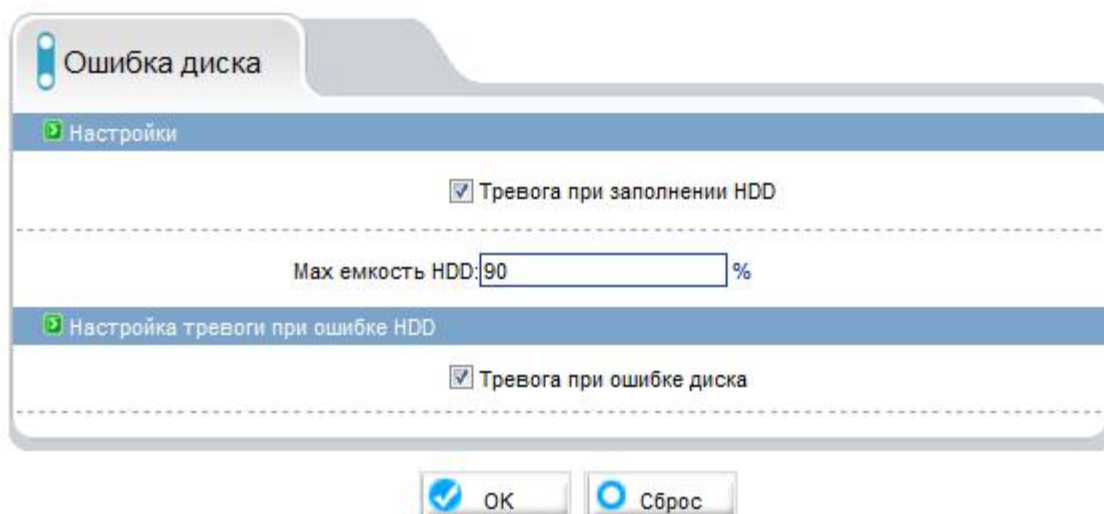 Ошибка диска
Настройки
Тревога при заполнении HDD
Мах емкость HDD: 90 %
Настройка тревоги при ошибке HDD
Тревога при ошибке диска
OK Сброс